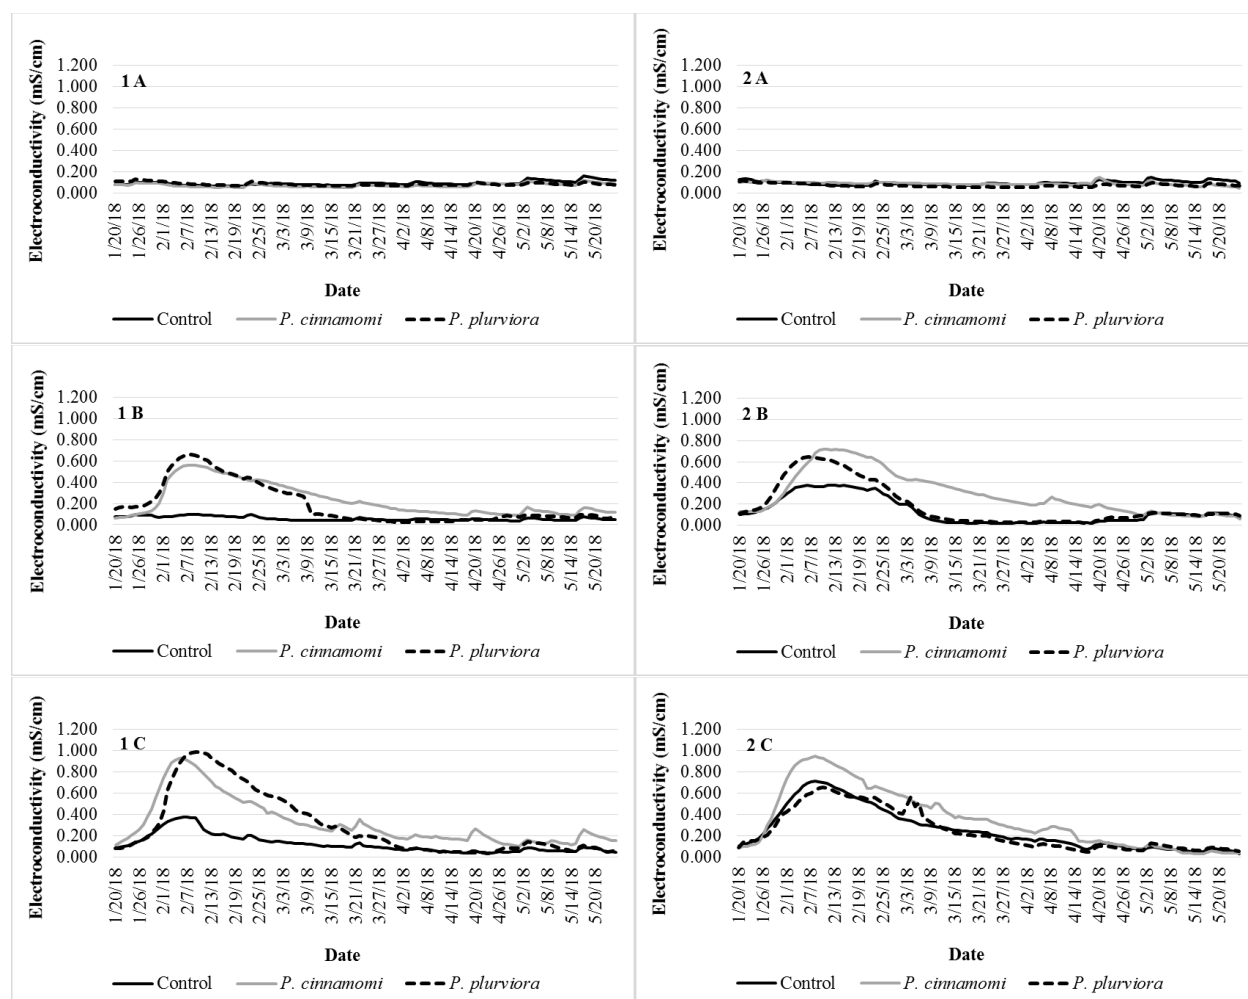 1 A
Electroconductivity (mS/cm)
1.200
1.000
0.800
0.600
0.400
0.200
0.000
1/20/18 1/26/18 2/1/18 2/7/18 2/13/18 2/19/18 2/25/18 3/3/18 3/9/18 3/15/18 3/21/18 3/27/18 4/2/18 4/8/18 4/14/18 4/20/18 4/26/18 5/2/18 5/8/18 5/14/18 5/20/18
Date
Control P. cinnamomi P. plurviora
2 A
Electroconductivity (mS/cm)
1.200
1.000
0.800
0.600
0.400
0.200
0.000
1/20/18 1/26/18 2/1/18 2/7/18 2/13/18 2/19/18 2/25/18 3/3/18 3/9/18 3/15/18 3/21/18 3/27/18 4/2/18 4/8/18 4/14/18 4/20/18 4/26/18 5/2/18 5/8/18 5/14/18 5/20/18
Date
Control P. cinnamomi P. plurviora
1 B
Electroconductivity (mS/cm)
1.200
1.000
0.800
0.600
0.400
0.200
0.000
1/20/18 1/26/18 2/1/18 2/7/18 2/13/18 2/19/18 2/25/18 3/3/18 3/9/18 3/15/18 3/21/18 3/27/18 4/2/18 4/8/18 4/14/18 4/20/18 4/26/18 5/2/18 5/8/18 5/14/18 5/20/18
Date
Control P. cinnamomi P. plurviora
2 B
Electroconductivity (mS/cm)
1.200
1.000
0.800
0.600
0.400
0.200
0.000
1/20/18 1/26/18 2/1/18 2/7/18 2/13/18 2/19/18 2/25/18 3/3/18 3/9/18 3/15/18 3/21/18 3/27/18 4/2/18 4/8/18 4/14/18 4/20/18 4/26/18 5/2/18 5/8/18 5/14/18 5/20/18
Date
Control P. cinnamomi P. plurviora
1 C
Electroconductivity (mS/cm)
1.200
1.000
0.800
0.600
0.400
0.200
0.000
1/20/18 1/26/18 2/1/18 2/7/18 2/13/18 2/19/18 2/25/18 3/3/18 3/9/18 3/15/18 3/21/18 3/27/18 4/2/18 4/8/18 4/14/18 4/20/18 4/26/18 5/2/18 5/8/18 5/14/18 5/20/18
Date
Control P. cinnamomi P. plurviora
2 C
Electroconductivity (mS/cm)
1.200
1.000
0.800
0.600
0.400
0.200
0.000
1/20/18 1/26/18 2/1/18 2/7/18 2/13/18 2/19/18 2/25/18 3/3/18 3/9/18 3/15/18 3/21/18 3/27/18 4/2/18 4/8/18 4/14/18 4/20/18 4/26/18 5/2/18 5/8/18 5/14/18 5/20/18
Date
Control P. cinnamomi P. plurviora